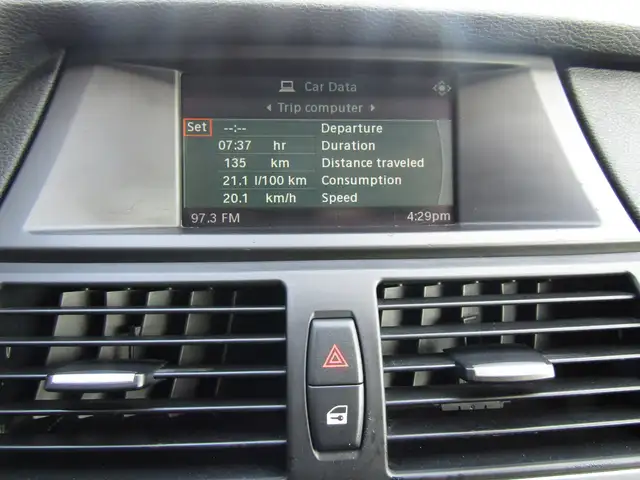 Car Data
Trip computer
Set --:-- Departure
07:37 hr Duration
135 km Distance traveled
21.1 l/100 km Consumption
20.1 km/h Speed
97.3 FM 4:29pm